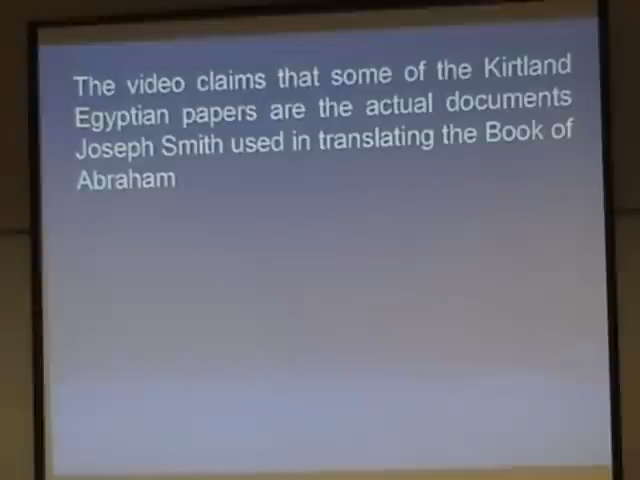 The video claims that some of the Kirtland
Egyptian papers are the actual documents
Joseph Smith used in translating the Book of
Abraham